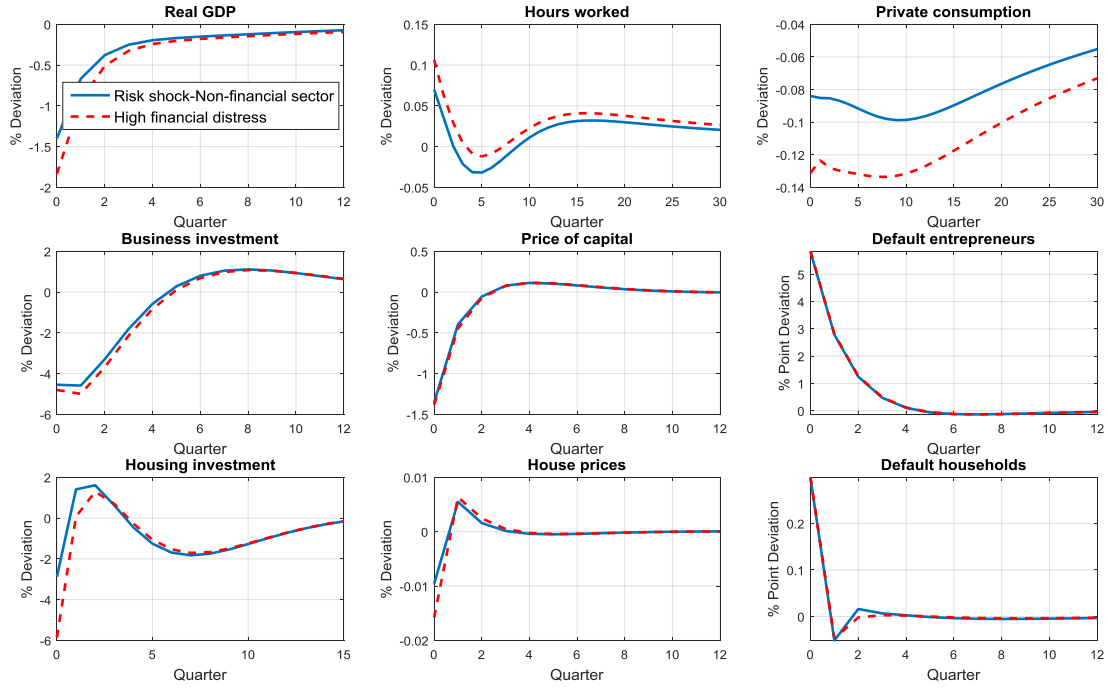 Real GDP
% Deviation
0
-0.5
-1
-1.5
-2
Risk shock-Non-financial sector
High financial distress
0 2 4 6 8 10 12
Quarter
Hours worked
% Deviation
0.15
0.1
0.05
0
-0.05
0 5 10 15 20 25 30
Quarter
Private consumption
% Deviation
-0.04
-0.06
-0.08
-0.1
-0.12
-0.14
0 5 10 15 20 25 30
Quarter
Business investment
% Deviation
2
0
-2
-4
-6
0 2 4 6 8 10 12
Quarter
Price of capital
% Deviation
0.5
0
-0.5
-1
-1.5
0 2 4 6 8 10 12
Quarter
Default entrepreneurs
% Point Deviation
5
4
3
2
1
0
0 2 4 6 8 10 12
Quarter
Housing investment
% Deviation
2
0
-2
-4
-6
0 5 10 15
Quarter
House prices
% Deviation
0.01
0
-0.01
-0.02
0 2 4 6 8 10 12
Quarter
Default households
% Point Deviation
0.2
0.1
0
0 2 4 6 8 10 12
Quarter